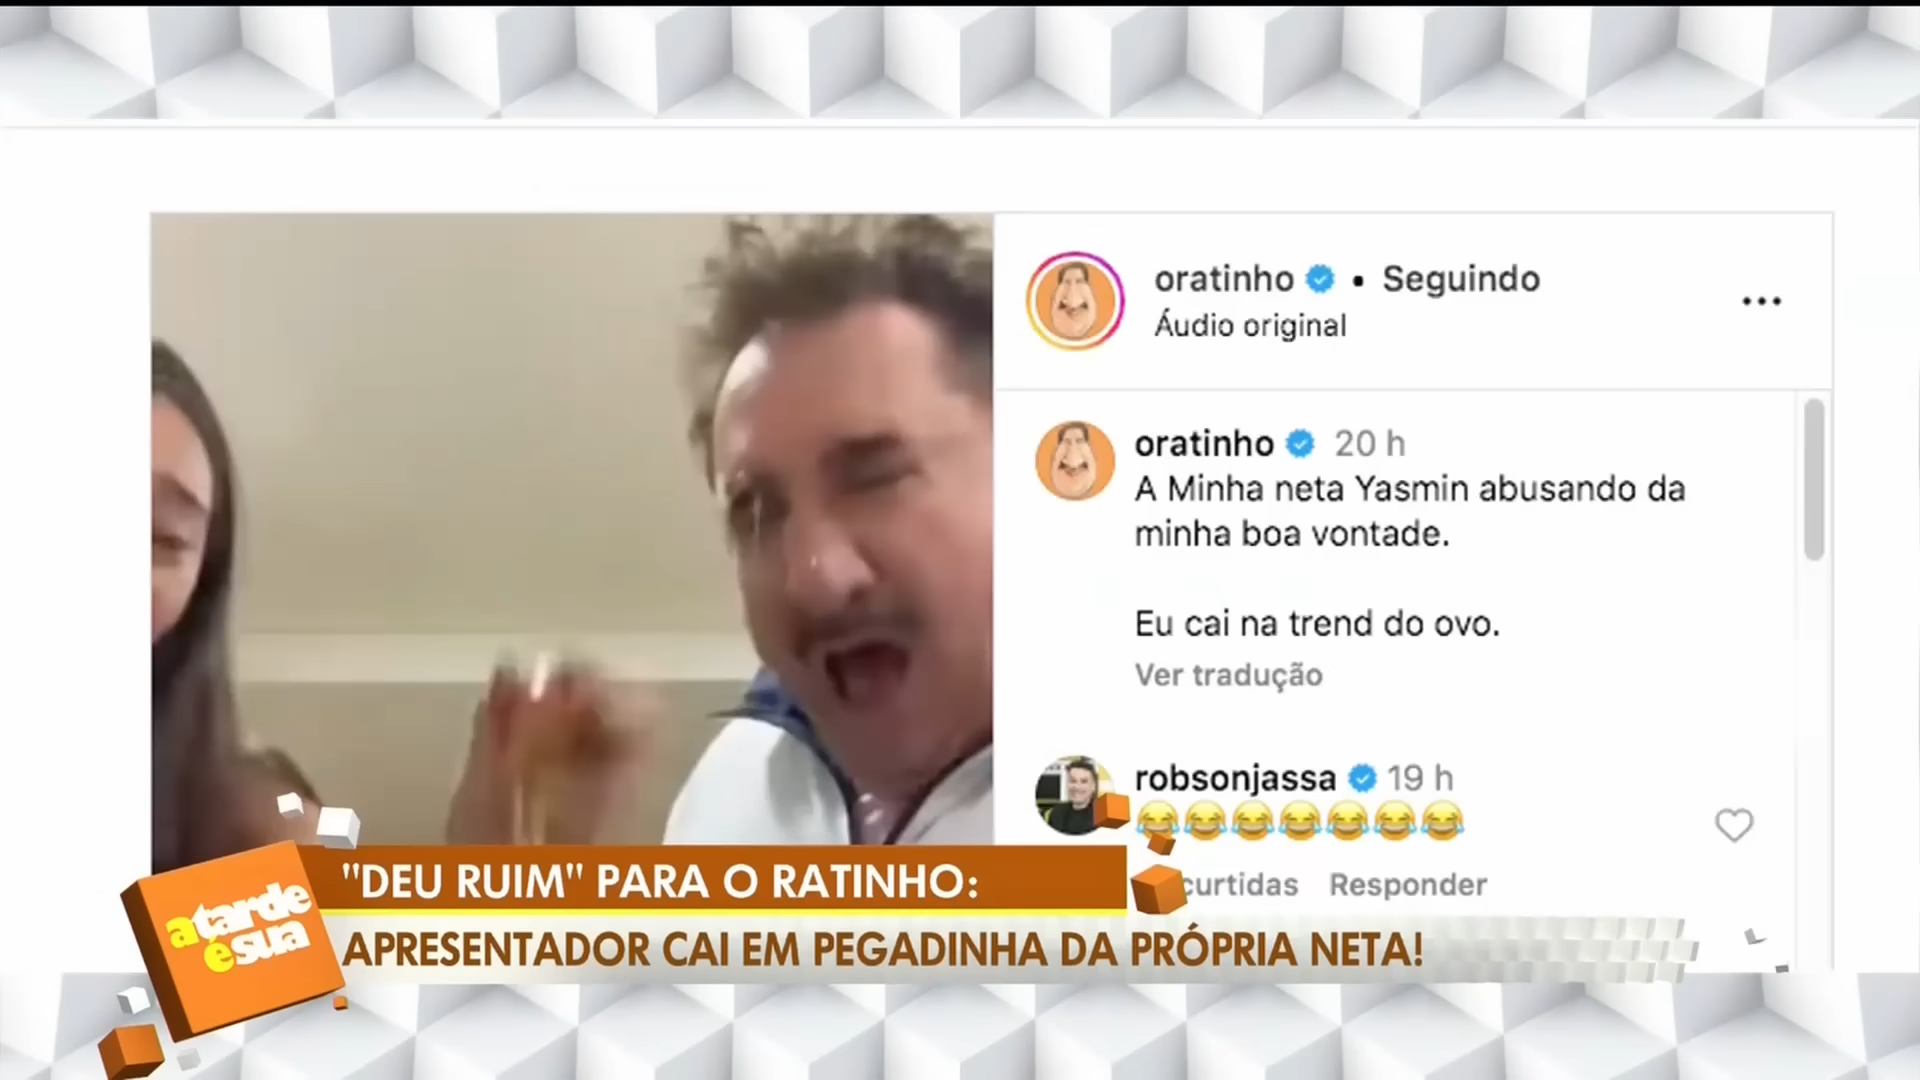 oratinho • Seguindo
Áudio original
oratinho 20 h
A Minha neta Yasmin abusando da
minha boa vontade.
Eu cai na trend do ovo.
Ver tradução
robsonjassa 19 h
😂😂😂😂😂😂😂
curtidas Responder
"DEU RUIM" PARA O RATINHO:
APRESENTADOR CAI EM PEGADINHA DA PRÓPRIA NETA!
a tarde
é sua